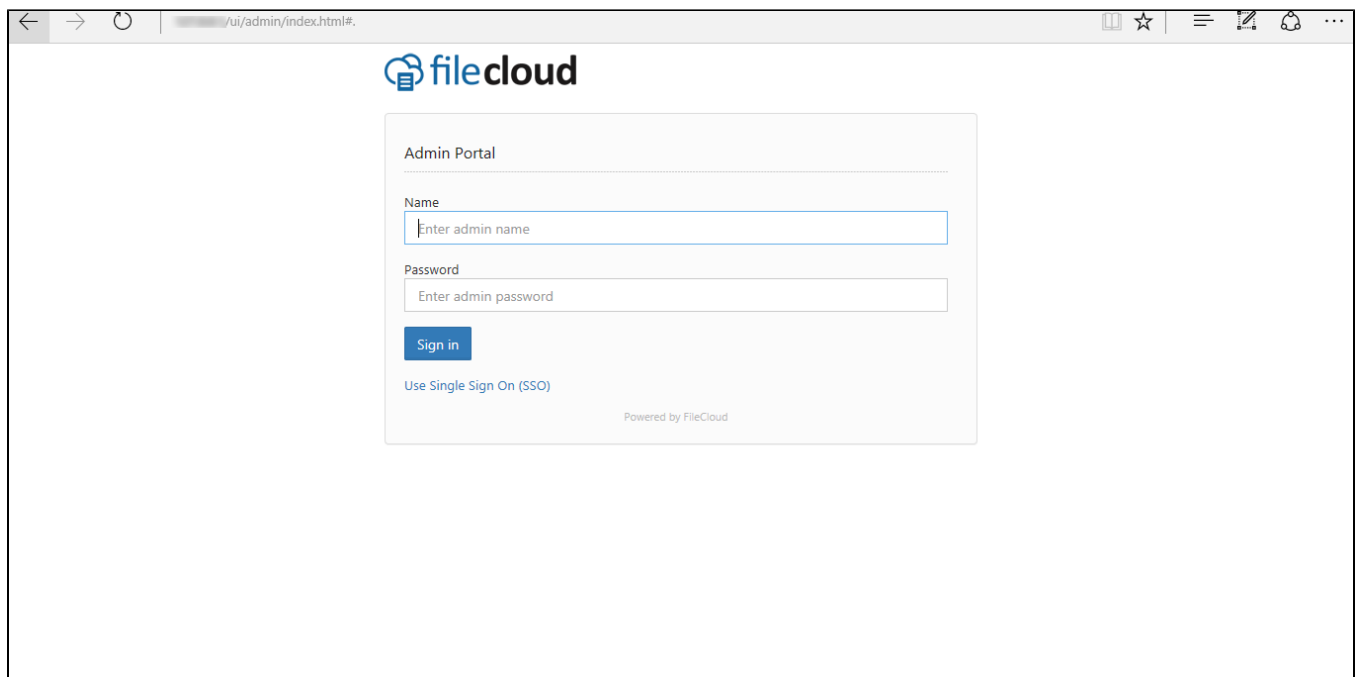 /ui/admin/index.html#.
filecloud
Admin Portal
Name
Enter admin name
Password
Enter admin password
Sign in
Use Single Sign On (SSO)
Powered by FileCloud